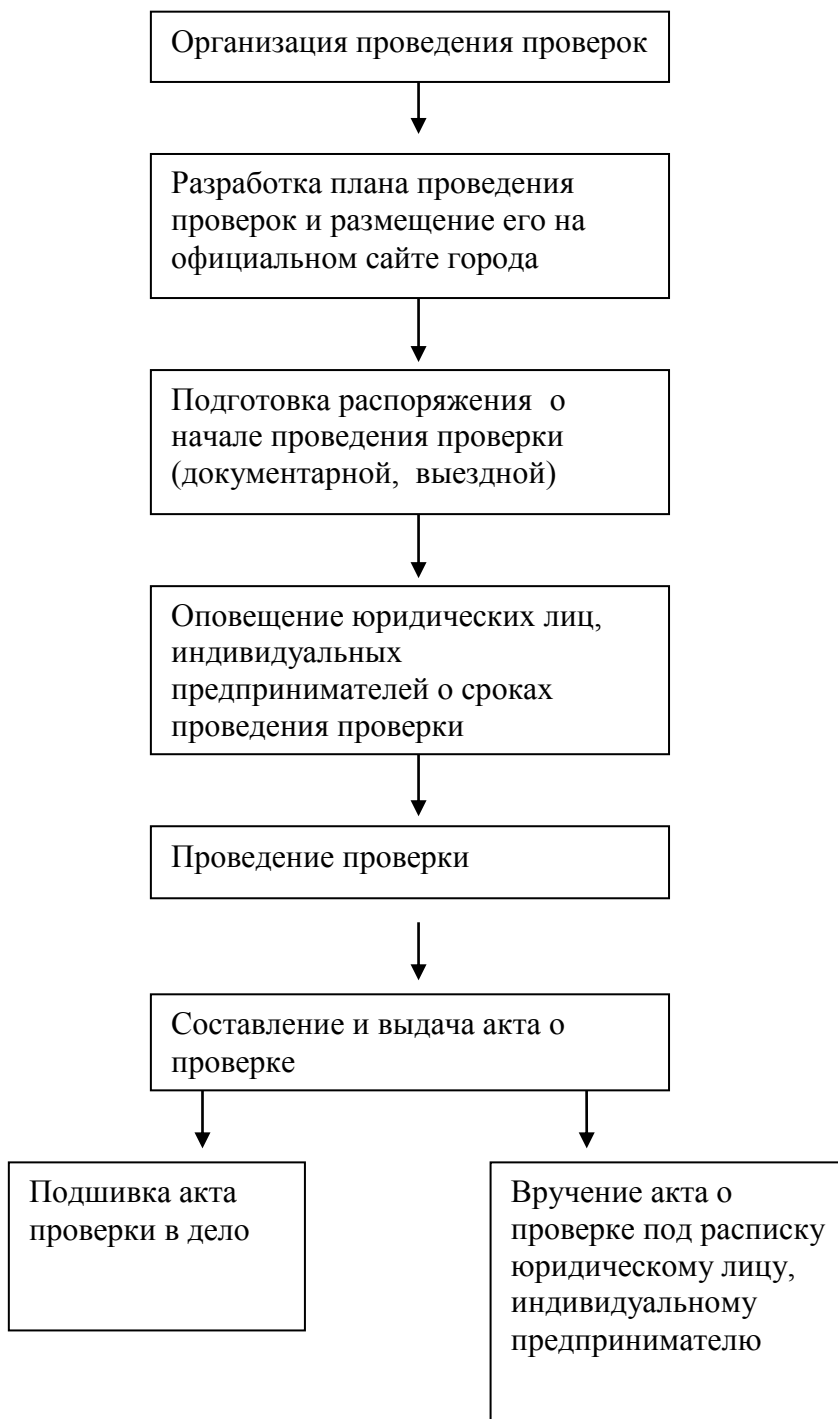 Организация проведения проверок
Разработка плана проведения
проверок и размещение его на
официальном сайте города
Подготовка распоряжения о
начале проведения проверки
(документарной, выездной)
Оповещение юридических лиц,
индивидуальных
предпринимателей о сроках
проведения проверки
Проведение проверки
Составление и выдача акта о
проверке
Подшивка акта
проверки в дело
Вручение акта о
проверке под расписку
юридическому лицу,
индивидуальному
предпринимателю